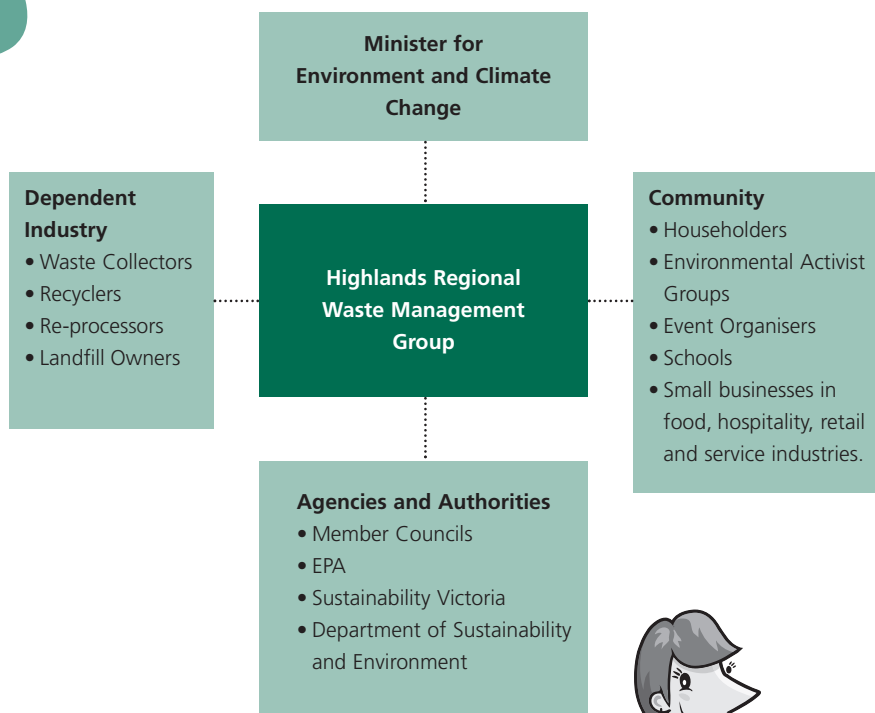 Minister for
Environment and Climate
Change
Dependent
Industry
• Waste Collectors
• Recyclers
• Re-processors
• Landfill Owners
Highlands Regional
Waste Management
Group
Community
• Householders
• Environmental Activist
Groups
• Event Organisers
• Schools
• Small businesses in
food, hospitality, retail
and service industries.
Agencies and Authorities
• Member Councils
• EPA
• Sustainability Victoria
• Department of Sustainability
and Environment